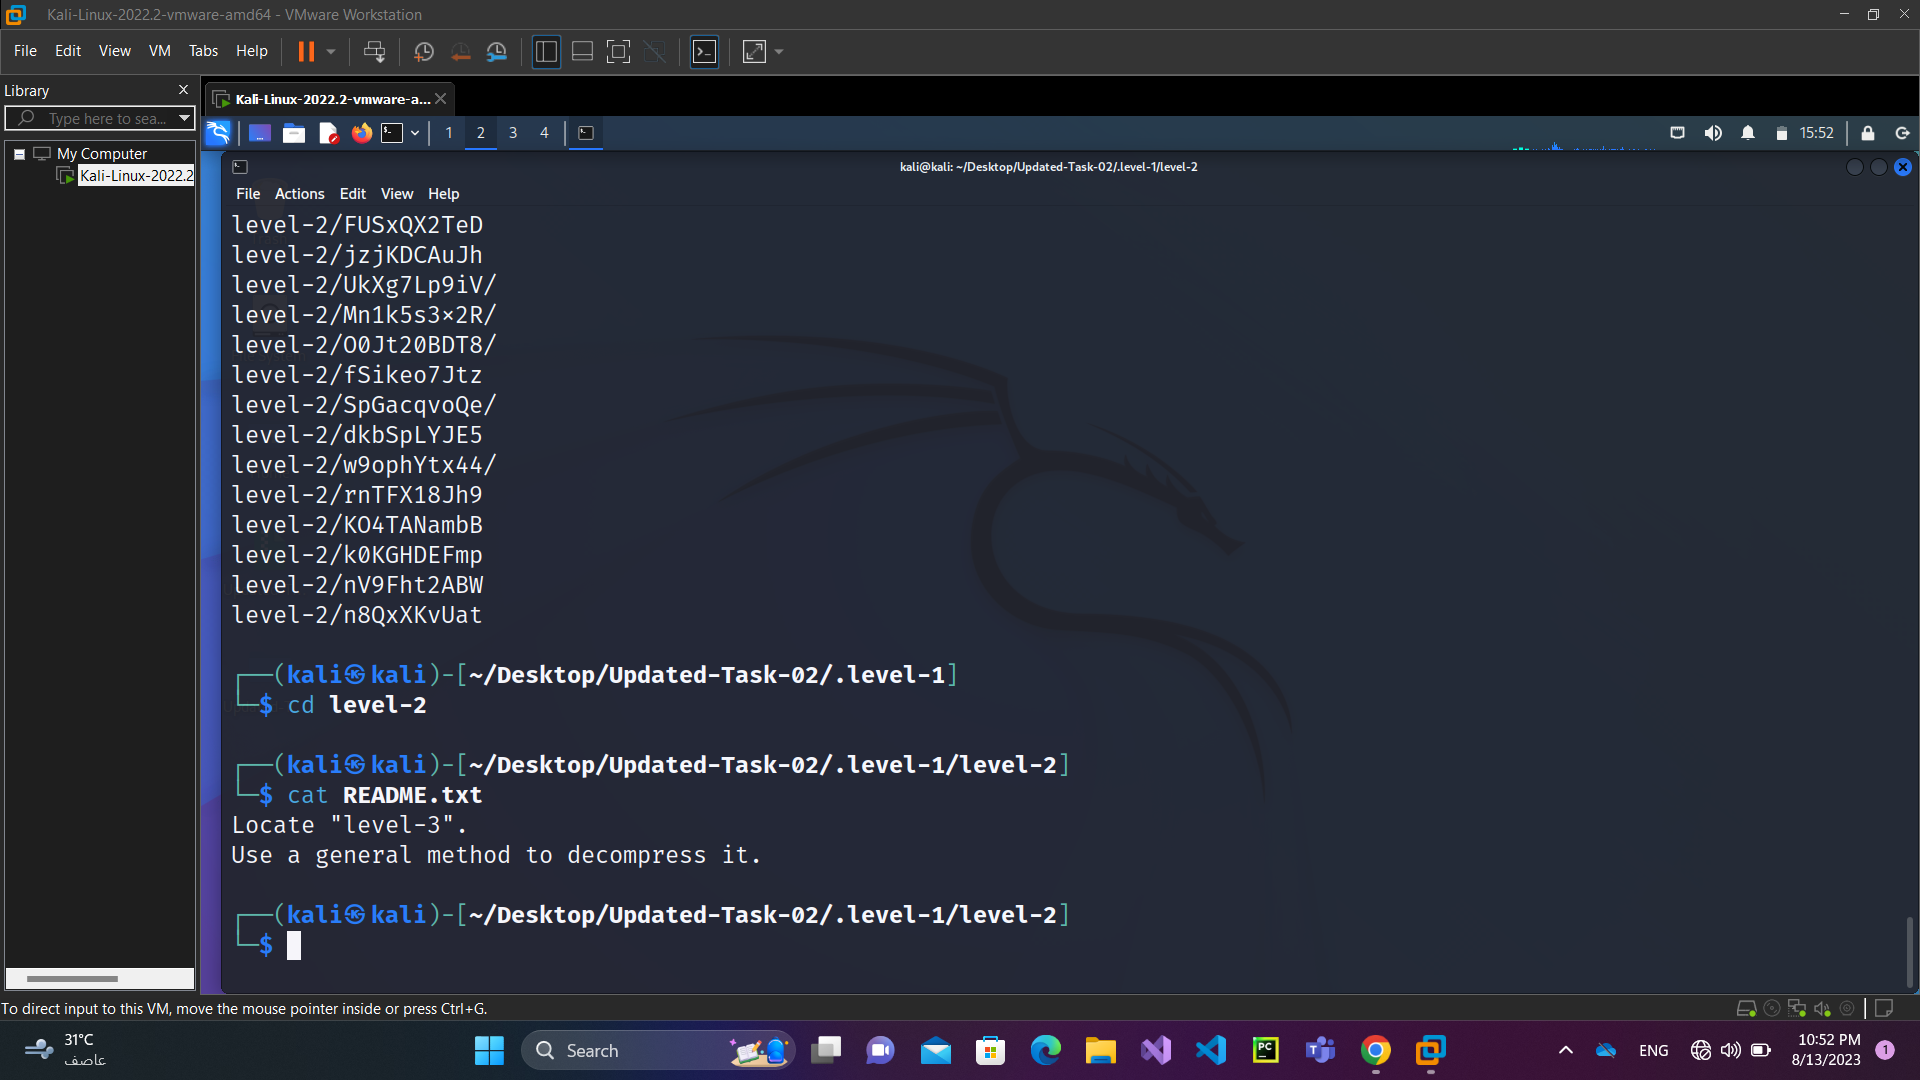 Kali-Linux-2022.2-vmware-amd64 - VMware Workstation
File Edit View VM Tabs Help
Library
Type here to sea...
My Computer
Kali-Linux-2022.2
Kali-Linux-2022.2-vmware-a...
1 2 3 4
15:52
kali@kali: ~/Desktop/Updated-Task-02/.level-1/level-2
File Actions Edit View Help
level-2/FUSxQX2TeD
level-2/jzjKDCAuJh
level-2/UkXg7Lp9iV/
level-2/Mn1k5s3×2R/
level-2/O0Jt20BDT8/
level-2/fSikeo7Jtz
level-2/SpGacqvoQe/
level-2/dkbSpLYJE5
level-2/w9ophYtx44/
level-2/rnTFX18Jh9
level-2/KO4TANambB
level-2/k0KGHDEFmp
level-2/nV9Fht2ABW
level-2/n8QxXKvUat
┌──(kali㉿kali)-[~/Desktop/Updated-Task-02/.level-1]
└─$ cd level-2
┌──(kali㉿kali)-[~/Desktop/Updated-Task-02/.level-1/level-2]
└─$ cat README.txt
Locate "level-3".
Use a general method to decompress it.
┌──(kali㉿kali)-[~/Desktop/Updated-Task-02/.level-1/level-2]
└─$
To direct input to this VM, move the mouse pointer inside or press Ctrl+G.
31°C
عاصف
Search
PC
ENG
10:52 PM
8/13/2023
1